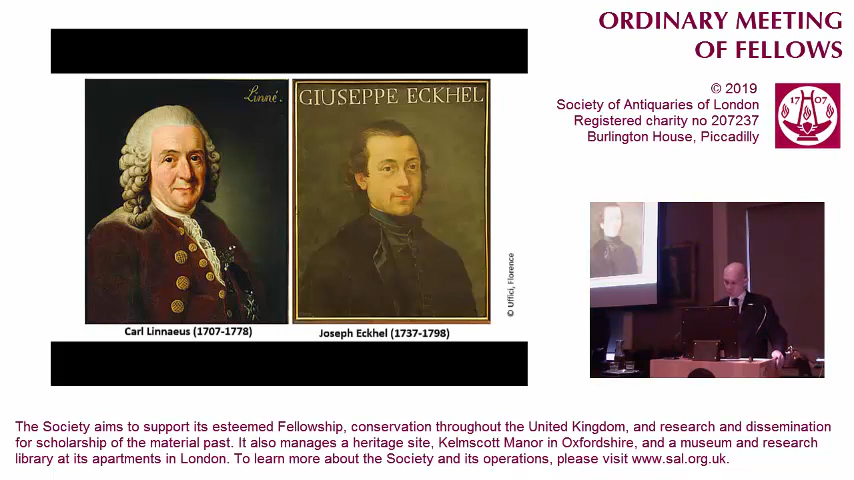 ORDINARY MEETING
OF FELLOWS
© 2019
Society of Antiquaries of London
Registered charity no 207237
Burlington House, Piccadilly
17 07
Linné.
GIUSEPPE ECKHEL
© Uffici, Florence
Carl Linnaeus (1707-1778)
Joseph Eckhel (1737-1798)
The Society aims to support its esteemed Fellowship, conservation throughout the United Kingdom, and research and dissemination
for scholarship of the material past. It also manages a heritage site, Kelmscott Manor in Oxfordshire, and a museum and research
library at its apartments in London. To learn more about the Society and its operations, please visit www.sal.org.uk.